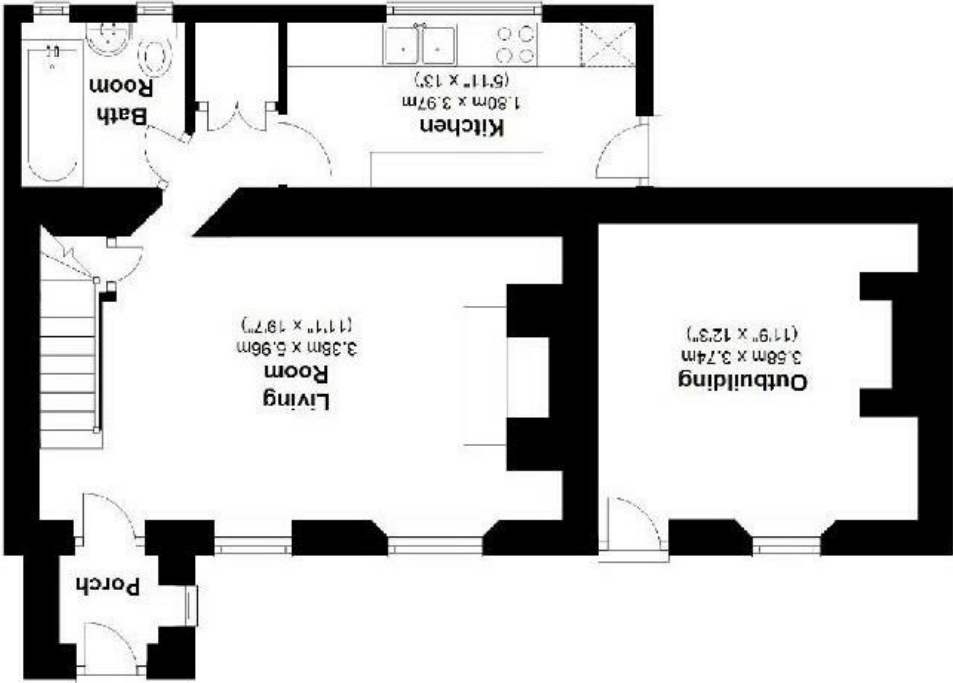 Porch
Outbuilding
3.58m x 3.74m
(11'9" x 12'3")
Living
Room
3.38m x 5.96m
(11'1" x 19'7")
Kitchen
1.80m x 3.97m
(5'11" x 13')
Bath
Room